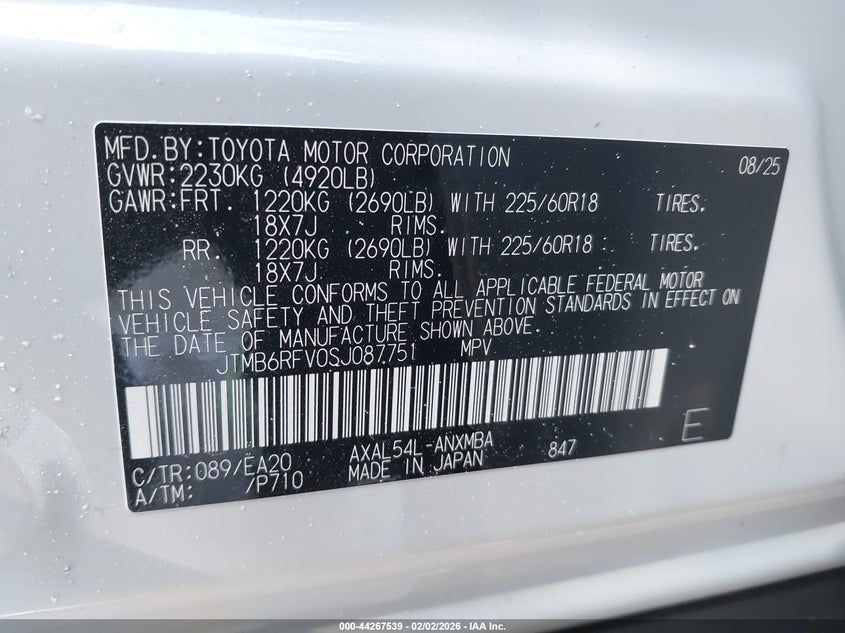 MFD.BY:TOYOTA MOTOR CORPORATION 08/25
GVWR:2230KG (4920LB)
GAWR:FRT. 1220KG (2690LB) WITH 225/60R18 TIRES.
18X7J RIMS.
RR. 1220KG (2690LB) WITH 225/60R18 TIRES.
18X7J RIMS.
THIS VEHICLE CONFORMS TO ALL APPLICABLE FEDERAL MOTOR
VEHICLE SAFETY AND THEFT PREVENTION STANDARDS IN EFFECT ON
THE DATE OF MANUFACTURE SHOWN ABOVE.
JTMB6RFV0SJ087751 MPV
C/TR:089/EA20 AXAL54L-ANXMBA 847 E
A/TM: /P710 MADE IN JAPAN
000-44267539 - 02/02/2026 - IAA Inc.